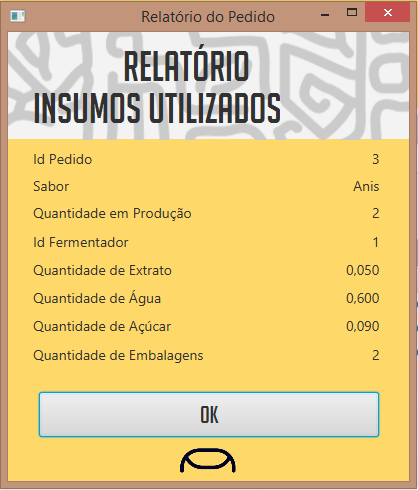 Relatório do Pedido
RELATÓRIO
INSUMOS UTILIZADOS
Id Pedido 3
Sabor Anis
Quantidade em Produção 2
Id Fermentador 1
Quantidade de Extrato 0,050
Quantidade de Água 0,600
Quantidade de Açúcar 0,090
Quantidade de Embalagens 2
OK